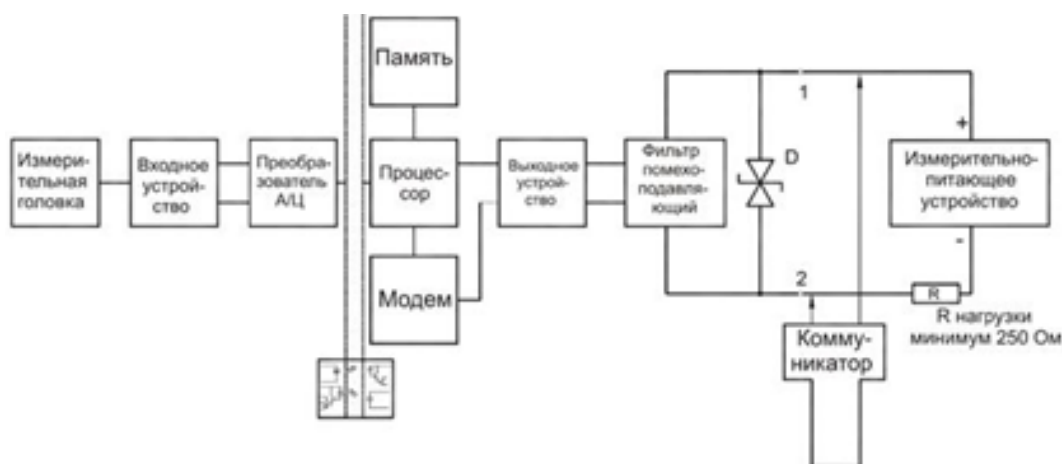 Память
Измери-
тельная
головка
Входное
устрой-
ство
Преобра-
зователь
А/Ц
Процес-
сор
Выходное
устрой-
ство
Фильтр
помехо-
подавля-
ющий
D
1
+
Измерительно-
питающее
устройство
-
Модем
2
R
R нагрузки
минимум 250 Ом
Комму-
никатор